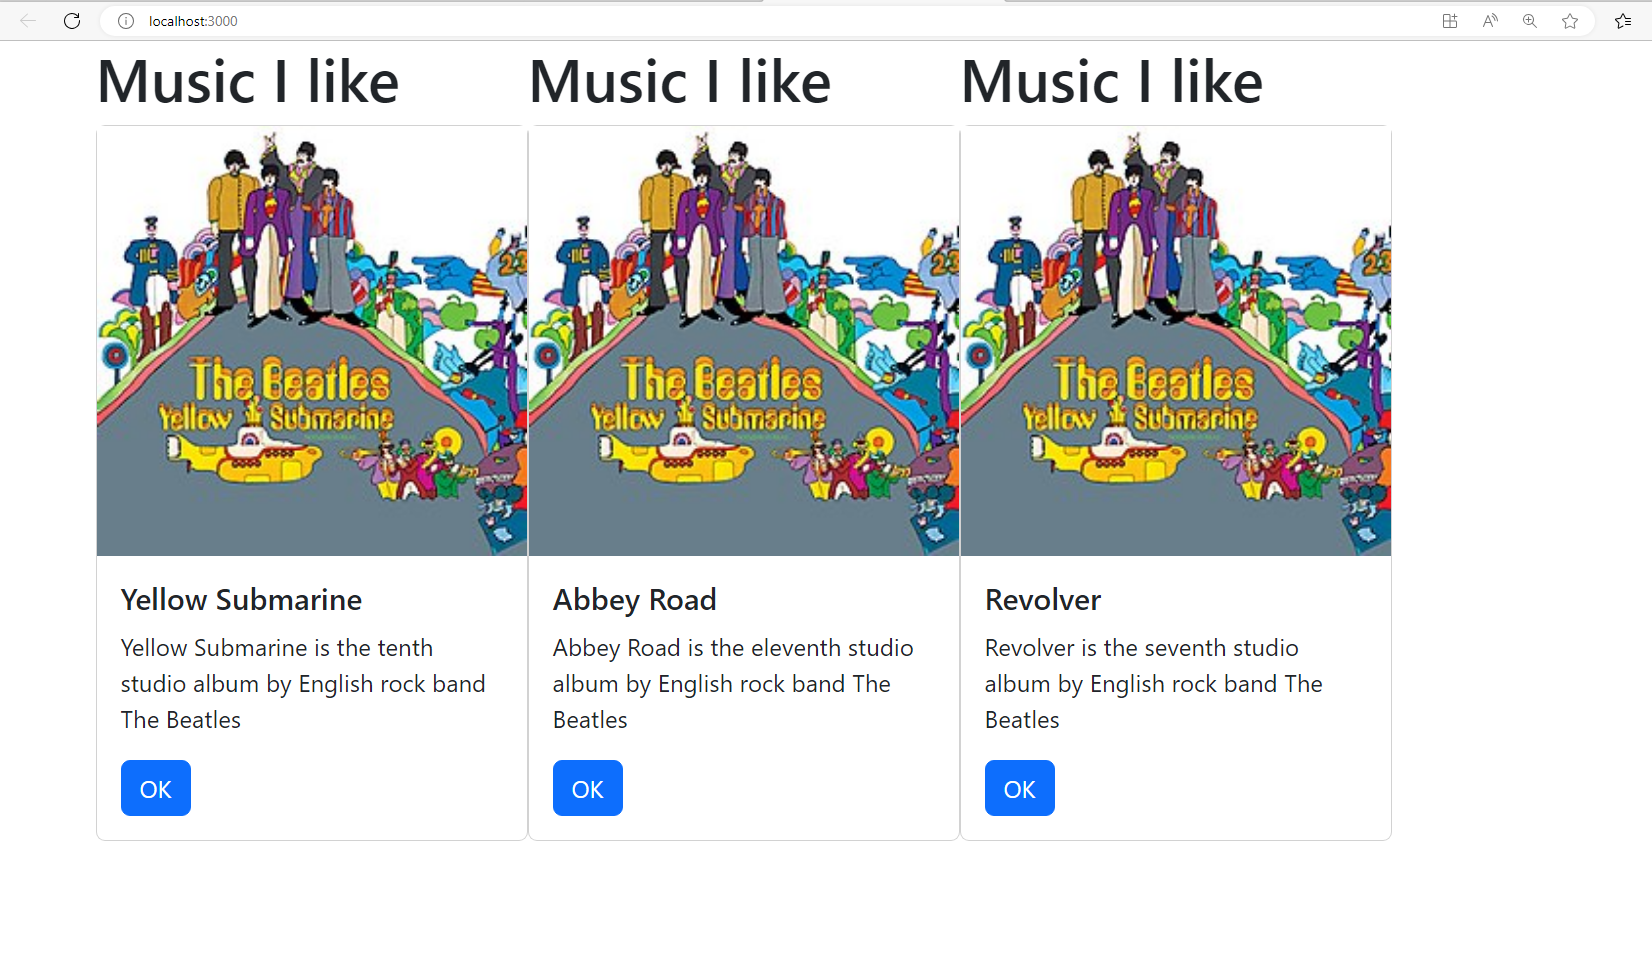 localhost:3000
Music I like
Music I like
Music I like
The Beatles
Yellow Submarine
The Beatles
Yellow Submarine
The Beatles
Yellow Submarine
Yellow Submarine
Yellow Submarine is the tenth
studio album by English rock band
The Beatles
OK
Abbey Road
Abbey Road is the eleventh studio
album by English rock band The
Beatles
OK
Revolver
Revolver is the seventh studio
album by English rock band The
Beatles
OK